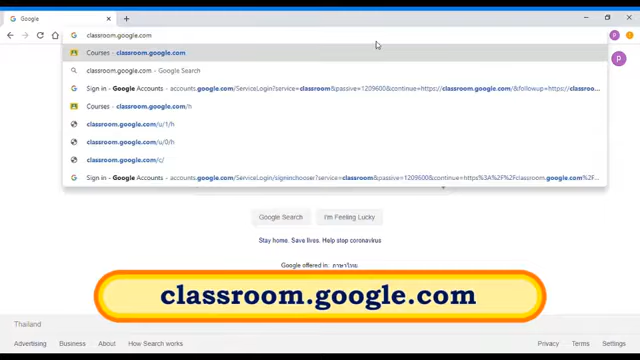 Google
classroom.google.com
Courses - classroom.google.com
classroom.google.com - Google Search
Sign in - Google Accounts - accounts.google.com/ServiceLogin?service=classroom&passive=1209600&continue=https://classroom.google.com/&followup=https://classroom...
Courses - classroom.google.com/h
classroom.google.com/u/1/h
classroom.google.com/u/0/h
classroom.google.com/c/
Sign in - Google Accounts - accounts.google.com/ServiceLogin/signinchooser?service=classroom&passive=1209600&continue=https%3A%2F%2Fclassroom.google.com%2F...
P
P
Google Search
I'm Feeling Lucky
Stay home. Save lives. Help stop coronavirus
Google offered in: ภาษาไทย
classroom.google.com
Thailand
Advertising Business About How Search works
Privacy Terms Settings